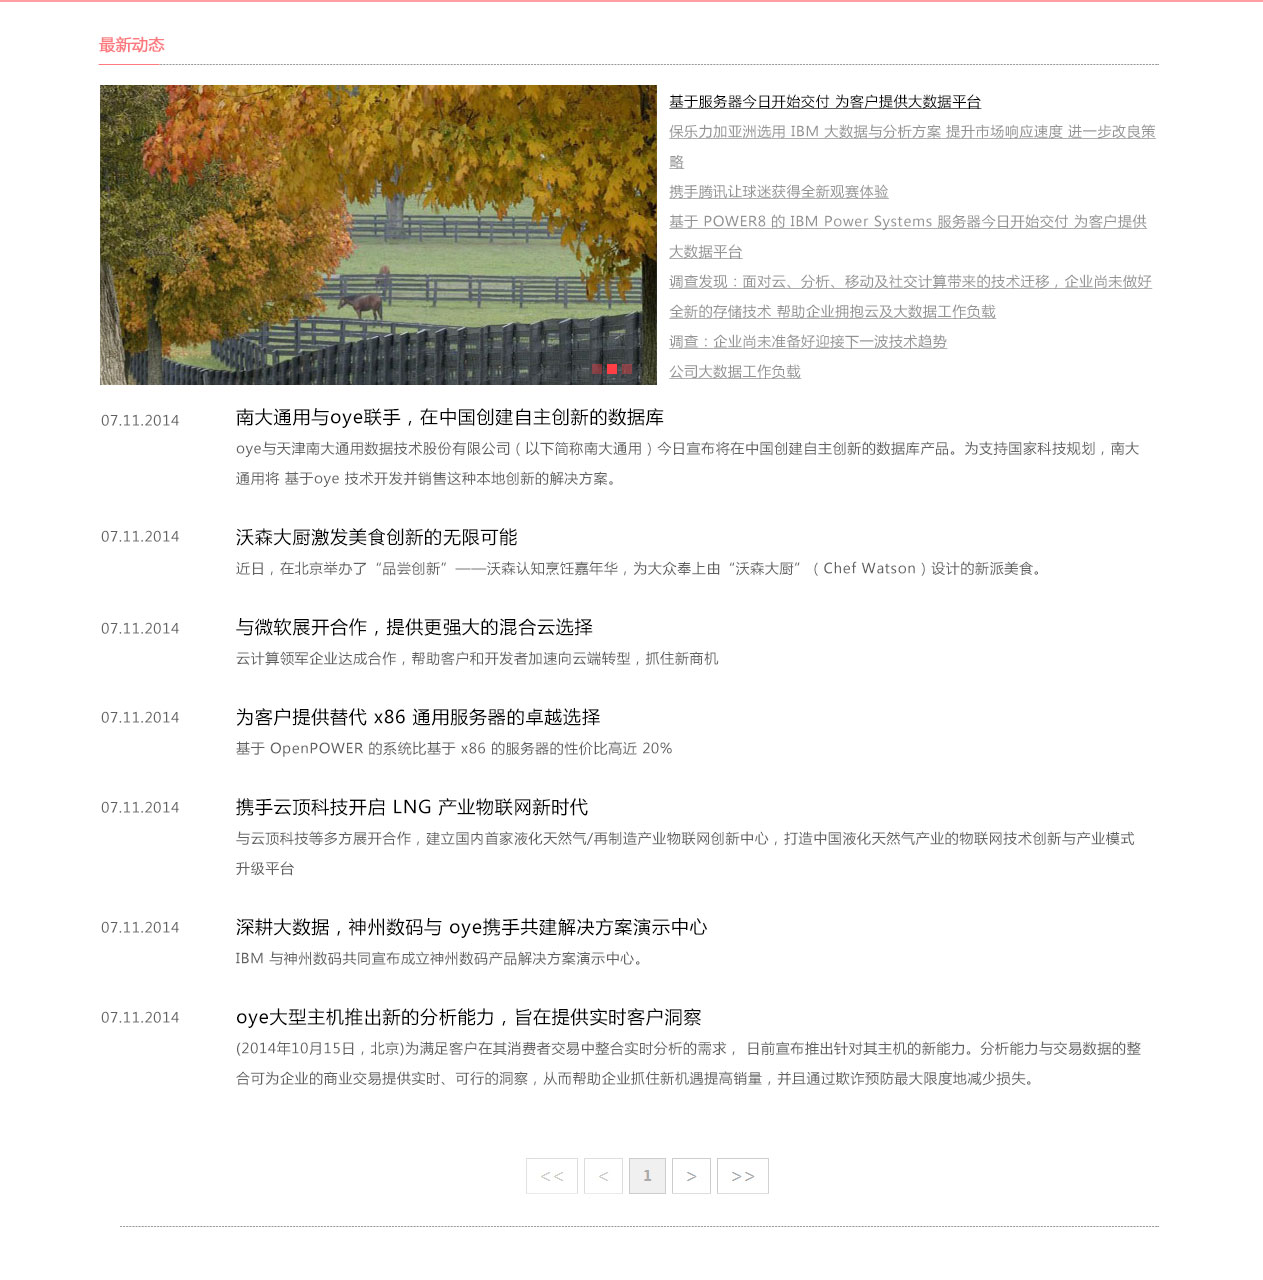 最新动态
基于服务器今日开始交付 为客户提供大数据平台
保乐力加亚洲选用 IBM 大数据与分析方案 提升市场响应速度 进一步改良策
略
携手腾讯让球迷获得全新观赛体验
基于 POWER8 的 IBM Power Systems 服务器今日开始交付 为客户提供
大数据平台
调查发现：面对云、分析、移动及社交计算带来的技术迁移，企业尚未做好
全新的存储技术 帮助企业拥抱云及大数据工作负载
调查：企业尚未准备好迎接下一波技术趋势
公司大数据工作负载
07.11.2014
南大通用与oye联手，在中国创建自主创新的数据库
oye与天津南大通用数据技术股份有限公司（以下简称南大通用）今日宣布将在中国创建自主创新的数据库产品。为支持国家科技规划，南大
通用将 基于oye 技术开发并销售这种本地创新的解决方案。
07.11.2014
沃森大厨激发美食创新的无限可能
近日，在北京举办了“品尝创新”——沃森认知烹饪嘉年华，为大众奉上由“沃森大厨”（Chef Watson）设计的新派美食。
07.11.2014
与微软展开合作，提供更强大的混合云选择
云计算领军企业达成合作，帮助客户和开发者加速向云端转型，抓住新商机
07.11.2014
为客户提供替代 x86 通用服务器的卓越选择
基于 OpenPOWER 的系统比基于 x86 的服务器的性价比高近 20%
07.11.2014
携手云顶科技开启 LNG 产业物联网新时代
与云顶科技等多方展开合作，建立国内首家液化天然气/再制造产业物联网创新中心，打造中国液化天然气产业的物联网技术创新与产业模式
升级平台
07.11.2014
深耕大数据，神州数码与 oye携手共建解决方案演示中心
IBM 与神州数码共同宣布成立神州数码产品解决方案演示中心。
07.11.2014
oye大型主机推出新的分析能力，旨在提供实时客户洞察
(2014年10月15日，北京)为满足客户在其消费者交易中整合实时分析的需求， 日前宣布推出针对其主机的新能力。分析能力与交易数据的整
合可为企业的商业交易提供实时、可行的洞察，从而帮助企业抓住新机遇提高销量，并且通过欺诈预防最大限度地减少损失。
<< < 1 > >>